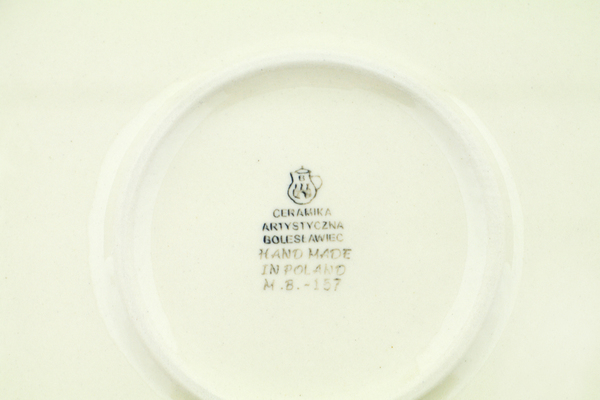 CERAMIKA
ARTYSTYCZNA
BOLESŁAWIEC
HAND MADE
IN POLAND
M.B.-157